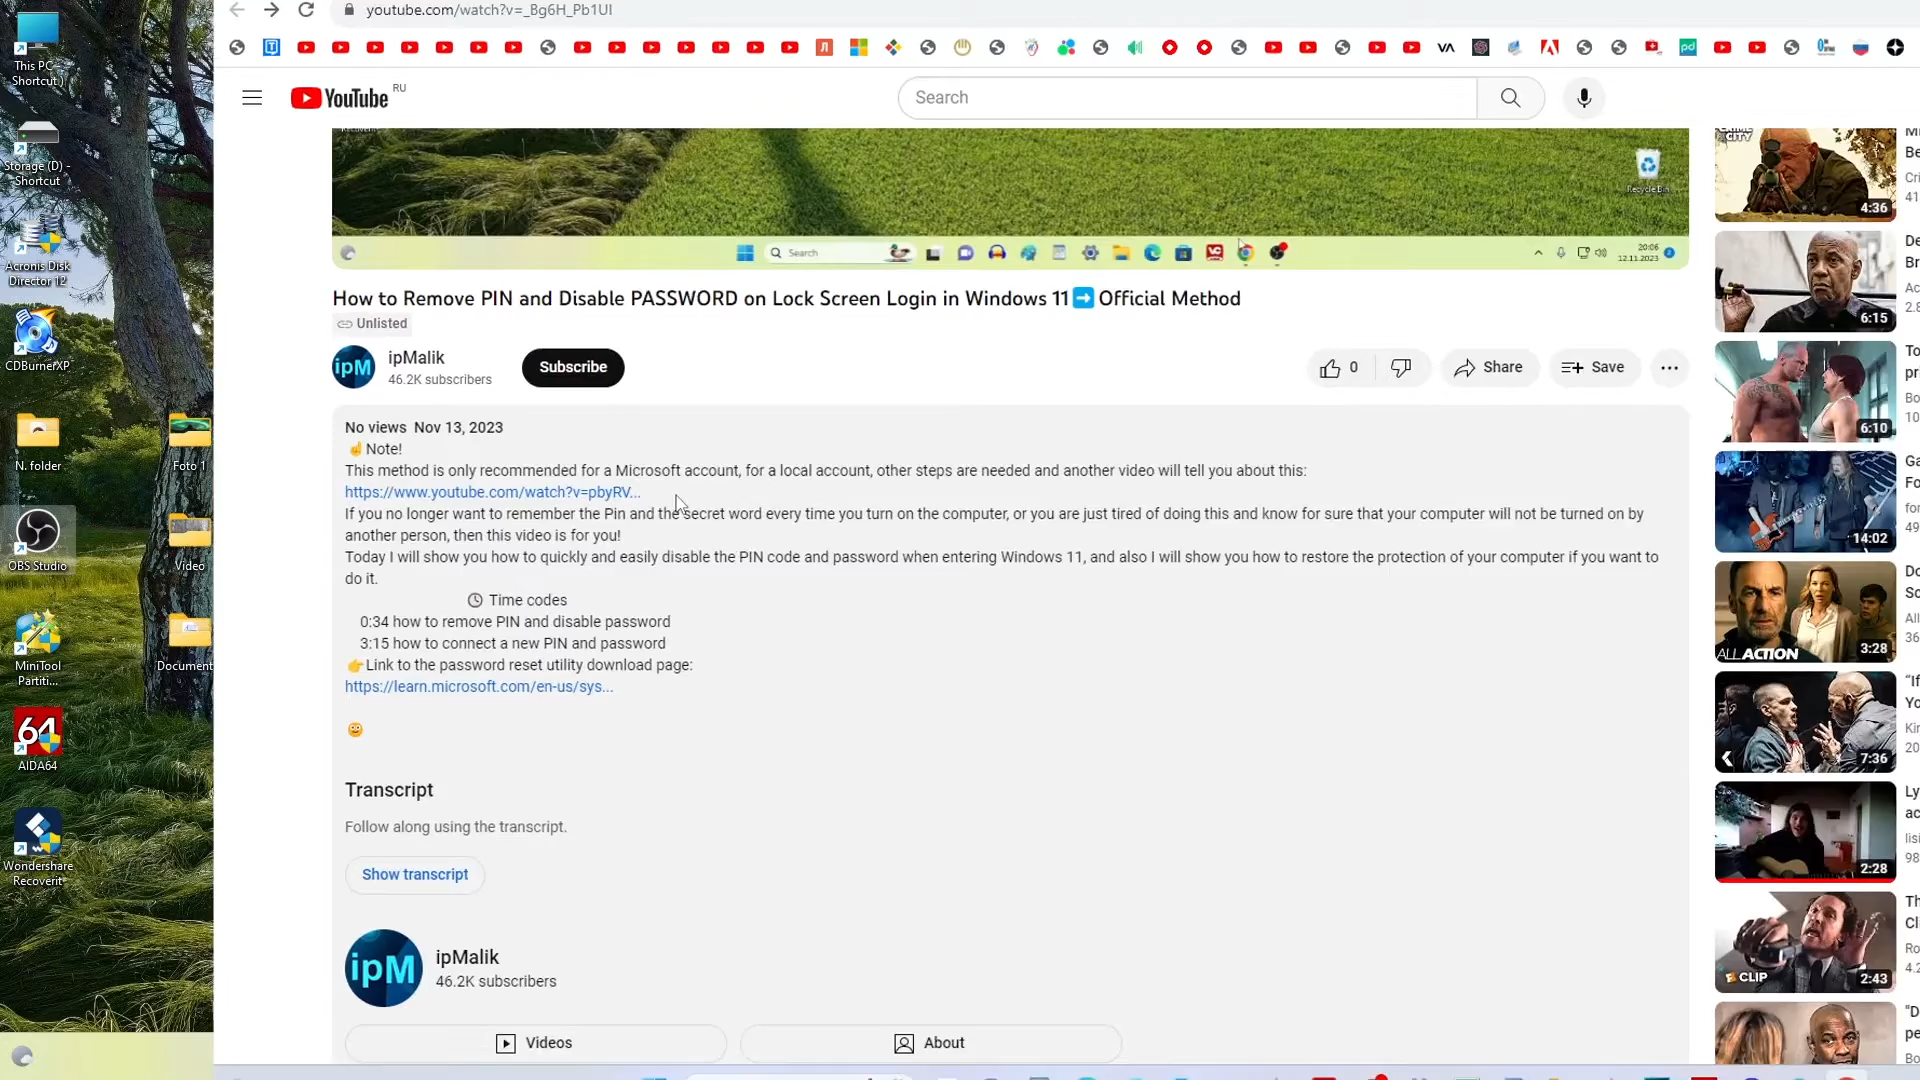 youtube.com/watch?v=_Bg6H_Pb1UI
This PC -
Shortcut
Storage (D) -
Shortcut
Acronis Disk
Director 12
CDBurnerXP
N. folder
Foto 1
OBS Studio
Video
MiniTool
Partiti...
Document
64
AIDA64
Wondershare
Recoverit
YouTube
RU
Search
Recycle Bin
Search
20:06
12.11.2023
How to Remove PIN and Disable PASSWORD on Lock Screen Login in Windows 11➡️Official Method
Unlisted
ipM
ipMalik
46.2K subscribers
Subscribe
0
Share
Save
No views Nov 13, 2023
☝️Note!
This method is only recommended for a Microsoft account, for a local account, other steps are needed and another video will tell you about this:
https://www.youtube.com/watch?v=pbyRV...
If you no longer want to remember the Pin and the secret word every time you turn on the computer, or you are just tired of doing this and know for sure that your computer will not be turned on by
another person, then this video is for you!
Today I will show you how to quickly and easily disable the PIN code and password when entering Windows 11, and also I will show you how to restore the protection of your computer if you want to
do it.
🕒 Time codes
0:34 how to remove PIN and disable password
3:15 how to connect a new PIN and password
👉Link to the password reset utility download page:
https://learn.microsoft.com/en-us/sys...
Transcript
Follow along using the transcript.
Show transcript
ipM
ipMalik
46.2K subscribers
Videos
About
CITY
4:36
6:15
6:10
14:02
ALL ACTION
3:28
7:36
2:28
CLIP
2:43